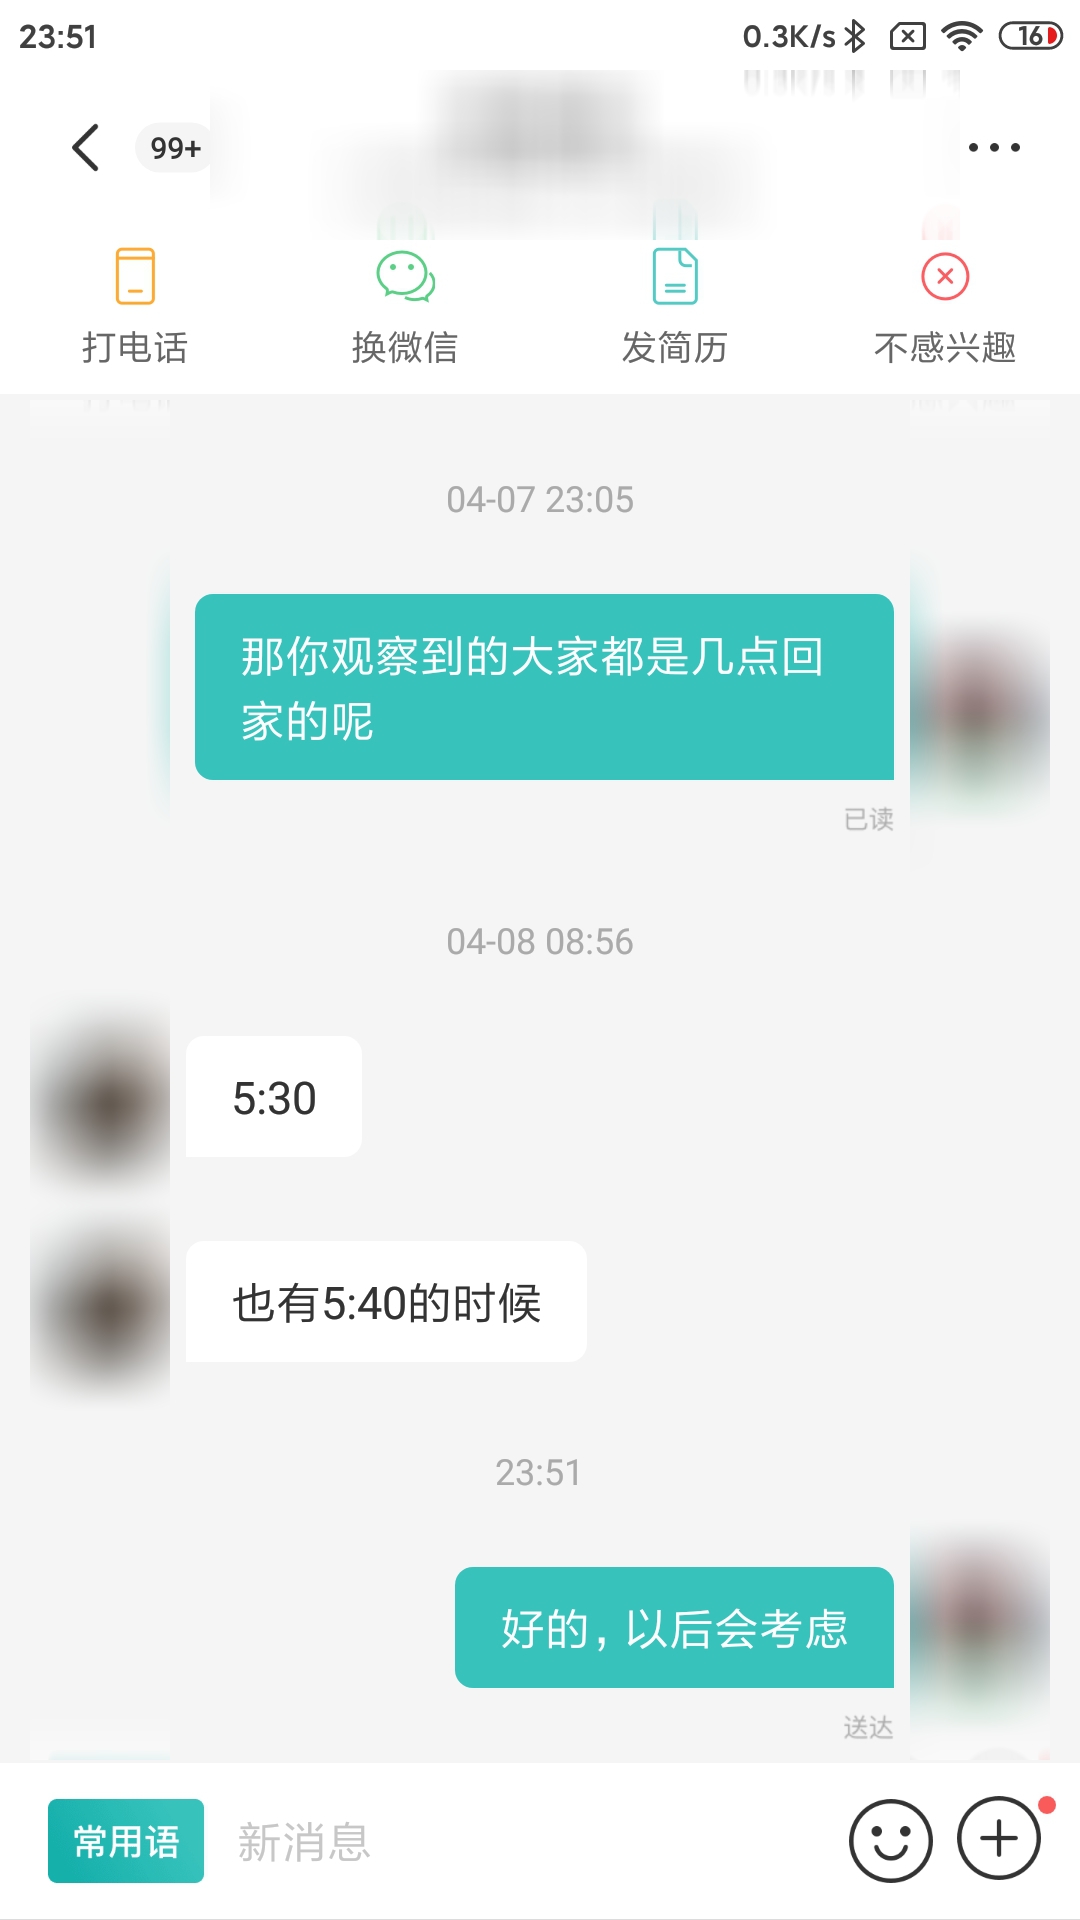 23:51 0.3K/s 16
99+
打电话 换微信 发简历 不感兴趣
04-07 23:05
那你观察到的大家都是几点回
家的呢
已读
04-08 08:56
5:30
也有5:40的时候
23:51
好的，以后会考虑
送达
常用语 新消息